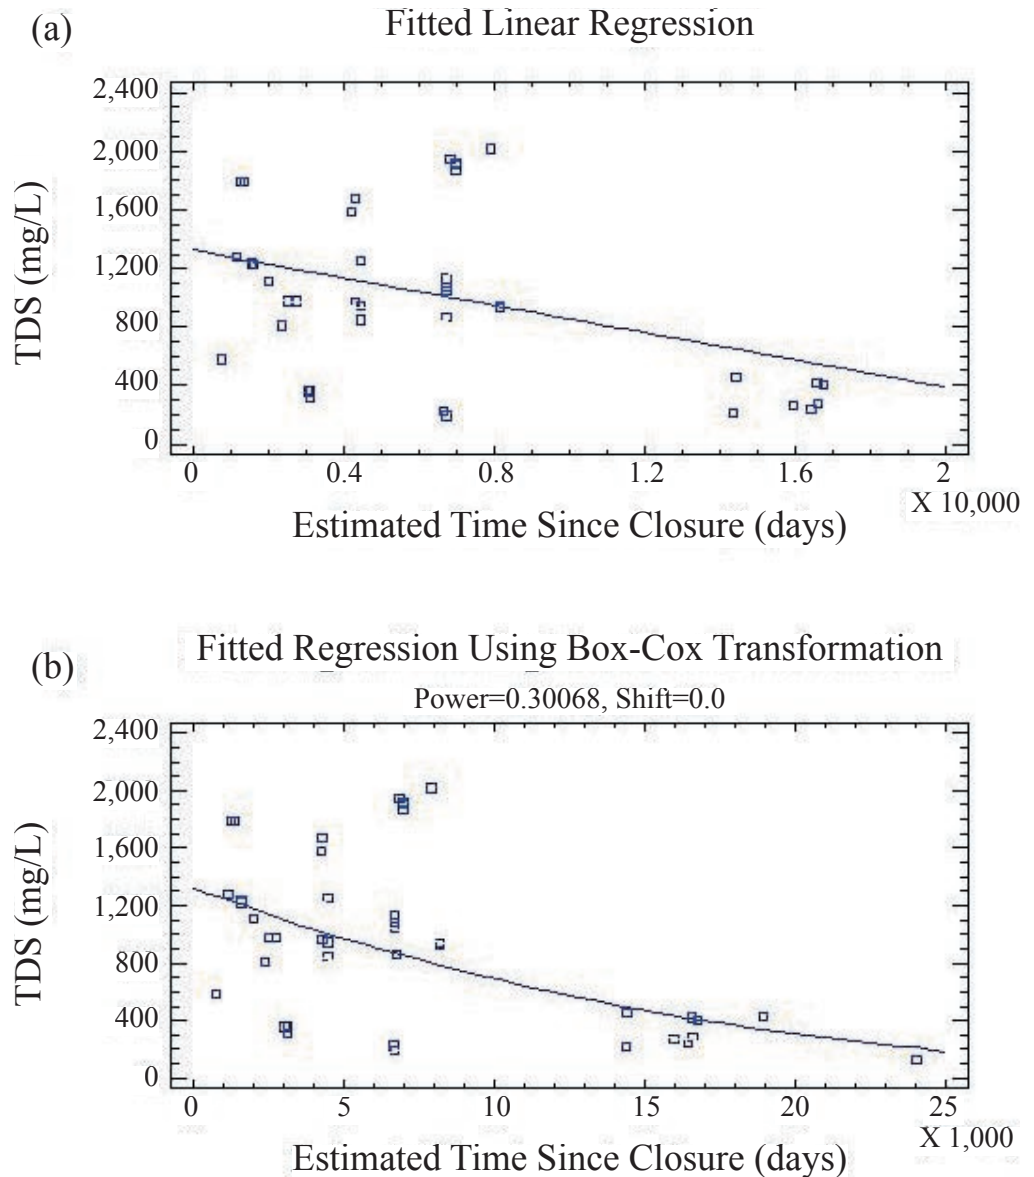 (a)
Fitted Linear Regression
2,400
2,000
1,600
1,200
800
400
0
TDS (mg/L)
0 0.4 0.8 1.2 1.6 2
X 10,000
Estimated Time Since Closure (days)
(b)
Fitted Regression Using Box-Cox Transformation
Power=0.30068, Shift=0.0
2,400
2,000
1,600
1,200
800
400
0
TDS (mg/L)
0 5 10 15 20 25
X 1,000
Estimated Time Since Closure (days)